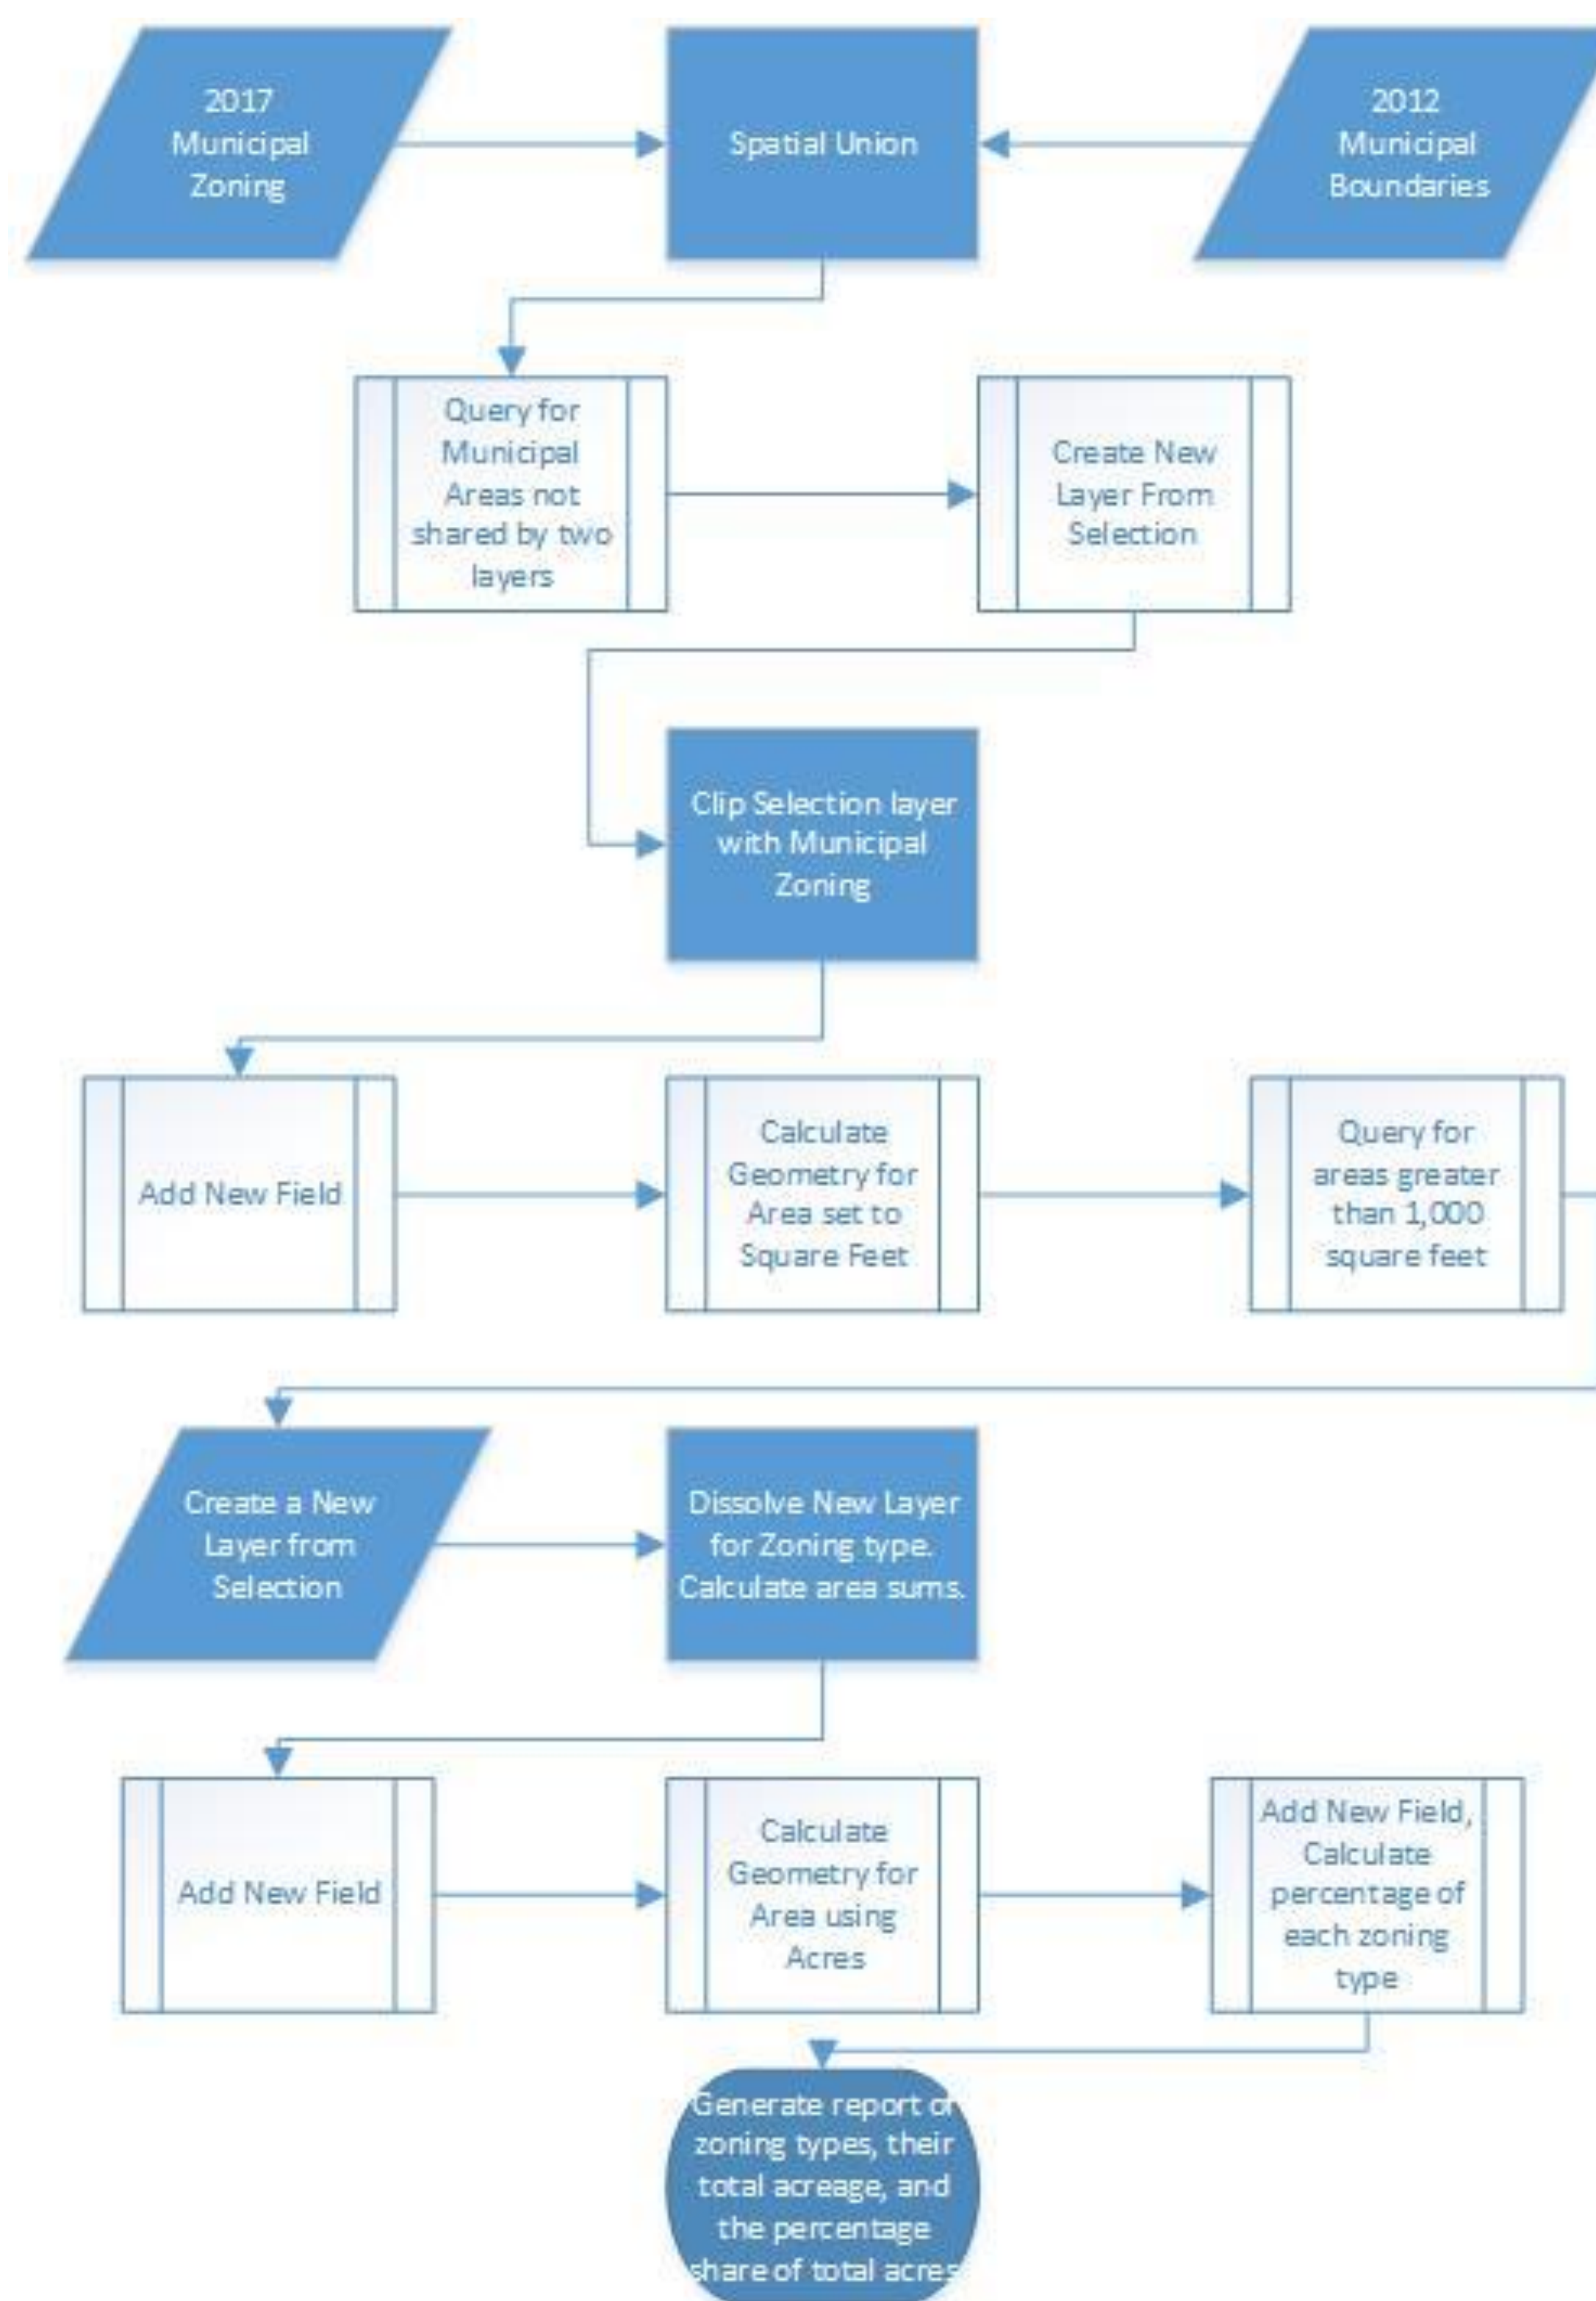 2017
Municipal
Zoning
Spatial Union
2012
Municipal
Boundaries
Query for
Municipal
Areas not
shared by two
layers
Create New
Layer From
Selection
Clip Selection layer
with Municipal
Zoning
Add New Field
Calculate
Geometry for
Area set to
Square Feet
Query for
areas greater
than 1,000
square feet
Create a New
Layer from
Selection
Dissolve New Layer
for Zoning type.
Calculate area sums.
Add New Field
Calculate
Geometry for
Area using
Acres
Add New Field,
Calculate
percentage of
each zoning
type
Generate report of
zoning types, their
total acreage, and
the percentage
share of total acres